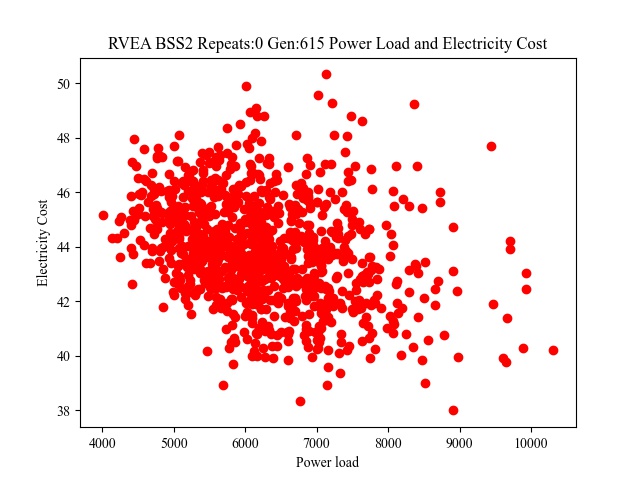 RVEA BSS2 Repeats:0 Gen:615 Power Load and Electricity Cost
Electricity Cost
50
48
46
44
42
40
38
4000 5000 6000 7000 8000 9000 10000
Power load